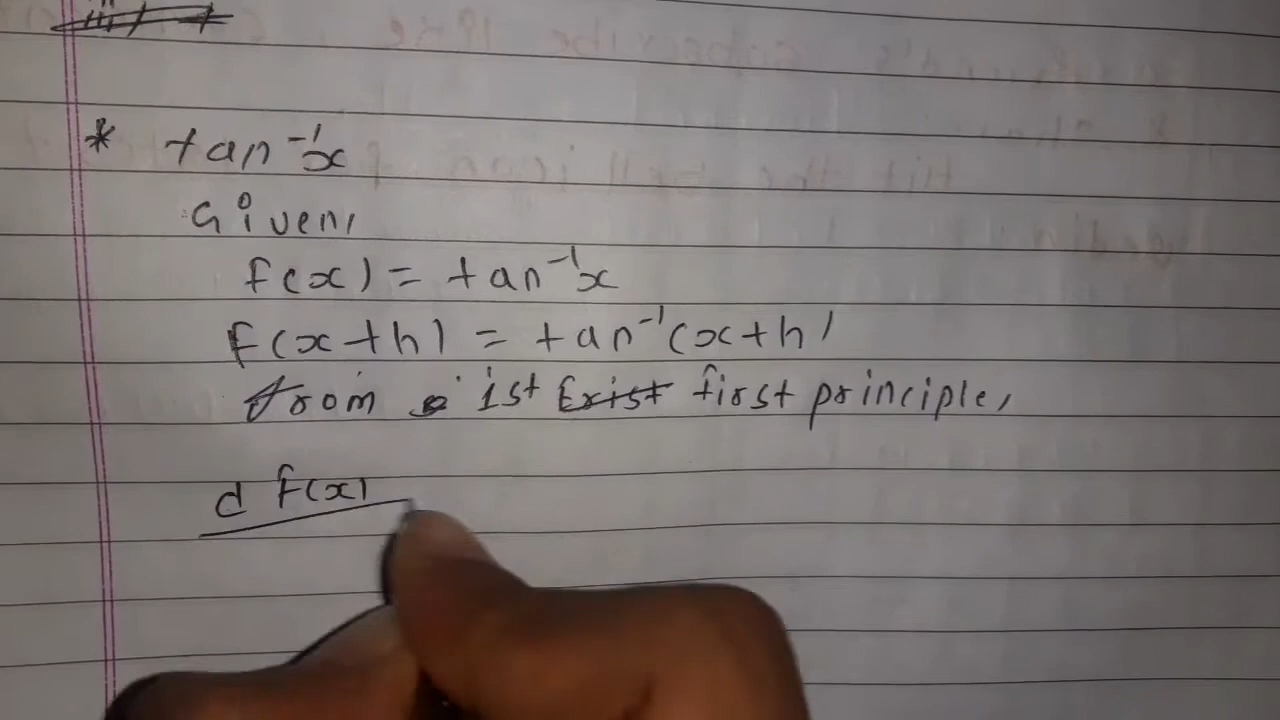 * tan⁻¹x
Given,
f(x) = tan⁻¹x
f(x+h) = tan⁻¹(x+h)
from 1st Exist first principle,
d f(x)